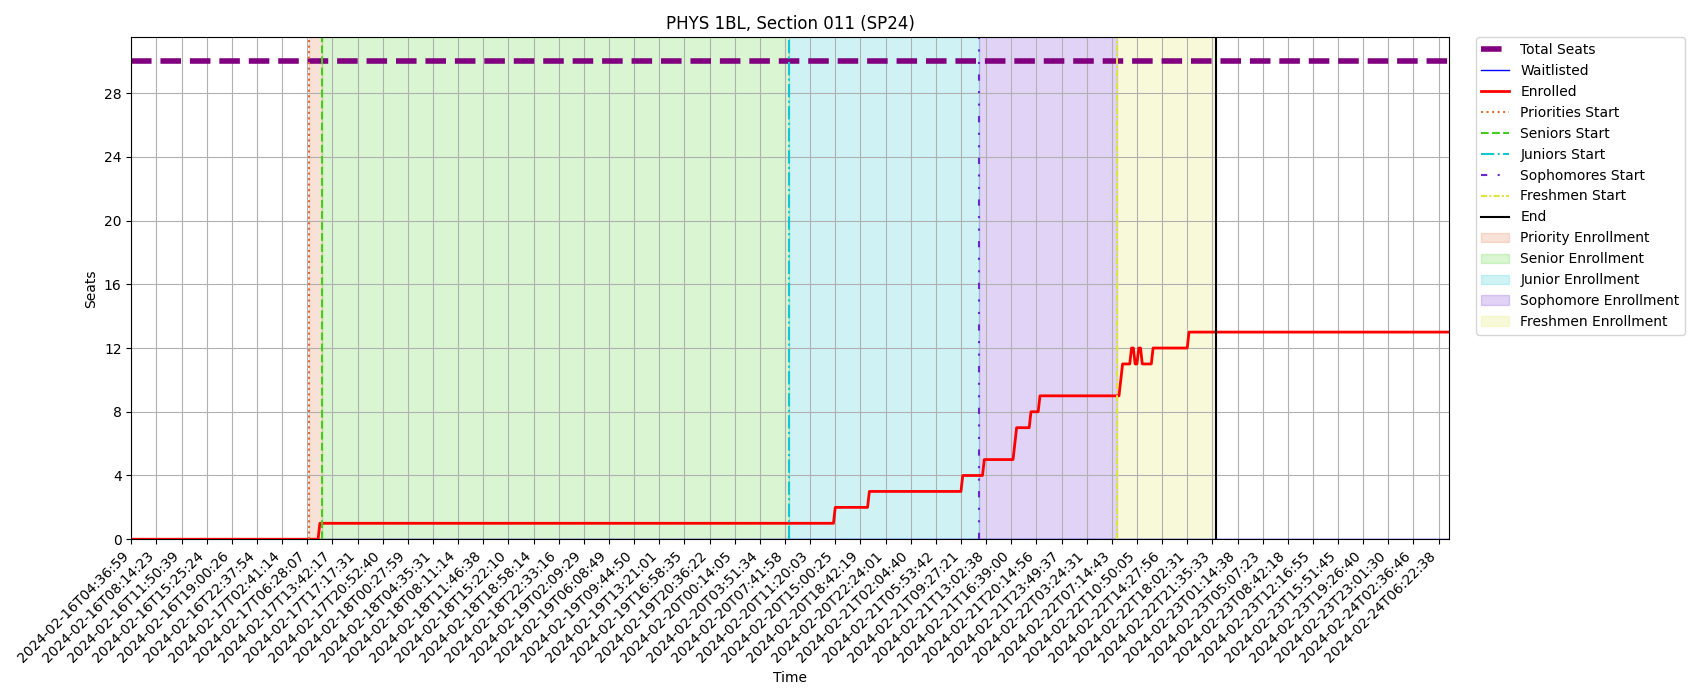 PHYS 1BL, Section 011 (SP24)
Seats
28
24
20
16
12
8
4
0
2024-02-16T04:36:59
2024-02-16T08:14:23
2024-02-16T11:50:39
2024-02-16T15:25:24
2024-02-16T19:00:26
2024-02-16T22:37:54
2024-02-17T02:41:14
2024-02-17T06:28:07
2024-02-17T13:42:17
2024-02-17T17:17:31
2024-02-17T20:52:40
2024-02-18T00:27:59
2024-02-18T04:35:31
2024-02-18T08:11:14
2024-02-18T11:46:38
2024-02-18T15:22:10
2024-02-18T18:58:14
2024-02-18T22:33:16
2024-02-19T02:09:29
2024-02-19T06:08:49
2024-02-19T09:44:50
2024-02-19T13:21:01
2024-02-19T16:58:35
2024-02-19T20:36:22
2024-02-20T00:14:05
2024-02-20T03:51:34
2024-02-20T07:41:58
2024-02-20T11:20:03
2024-02-20T15:00:25
2024-02-20T18:42:19
2024-02-20T22:24:01
2024-02-21T02:04:40
2024-02-21T05:53:42
2024-02-21T09:27:21
2024-02-21T13:02:38
2024-02-21T16:39:00
2024-02-21T20:14:56
2024-02-21T23:49:37
2024-02-22T03:24:31
2024-02-22T07:14:43
2024-02-22T10:50:05
2024-02-22T14:27:56
2024-02-22T18:02:31
2024-02-22T21:35:33
2024-02-23T01:14:38
2024-02-23T05:07:23
2024-02-23T08:42:18
2024-02-23T12:16:55
2024-02-23T15:51:45
2024-02-23T19:26:40
2024-02-23T23:01:30
2024-02-24T02:36:46
2024-02-24T06:22:38
Time
Total Seats
Waitlisted
Enrolled
Priorities Start
Seniors Start
Juniors Start
Sophomores Start
Freshmen Start
End
Priority Enrollment
Senior Enrollment
Junior Enrollment
Sophomore Enrollment
Freshmen Enrollment